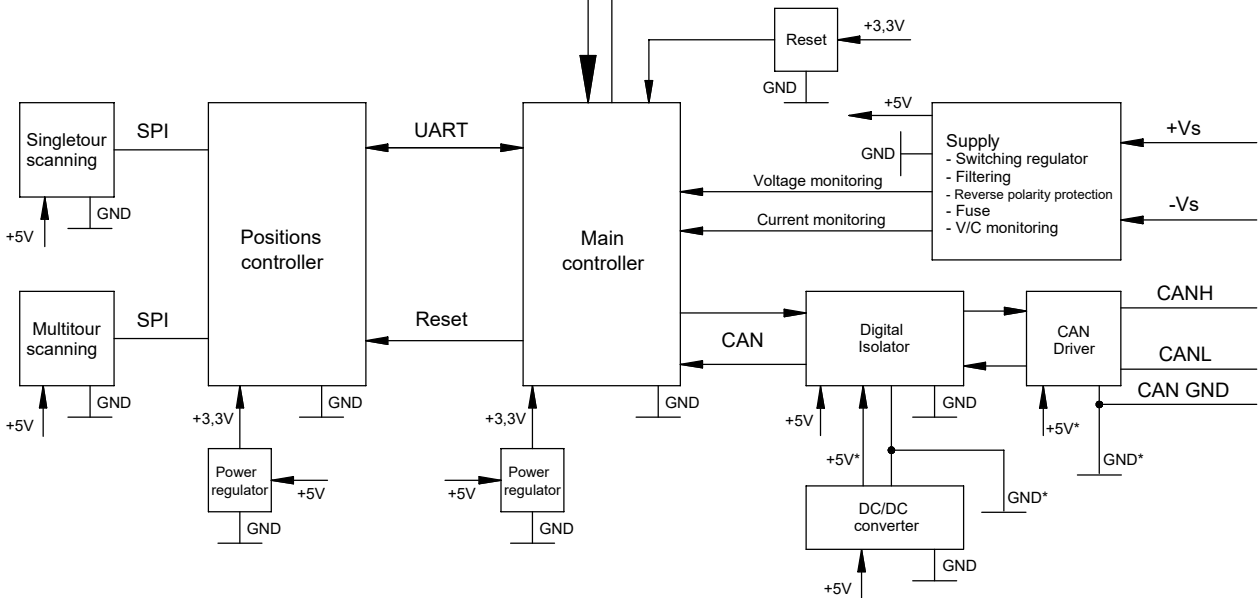 Reset
+3,3V
GND
Singletour
scanning
SPI
GND
+5V
Positions
controller
UART
Reset
Main
controller
+5V
GND
Supply
- Switching regulator
- Filtering
- Reverse polarity protection
- Fuse
- V/C monitoring
+Vs
-Vs
Voltage monitoring
Current monitoring
Multitour
scanning
SPI
GND
+5V
CAN
Digital
Isolator
CAN
Driver
CANH
CANL
CAN GND
+3,3V
GND
+3,3V
GND
+5V
GND
+5V*
GND*
Power
regulator
+5V
GND
+5V
Power
regulator
GND
+5V*
GND*
DC/DC
converter
+5V
GND